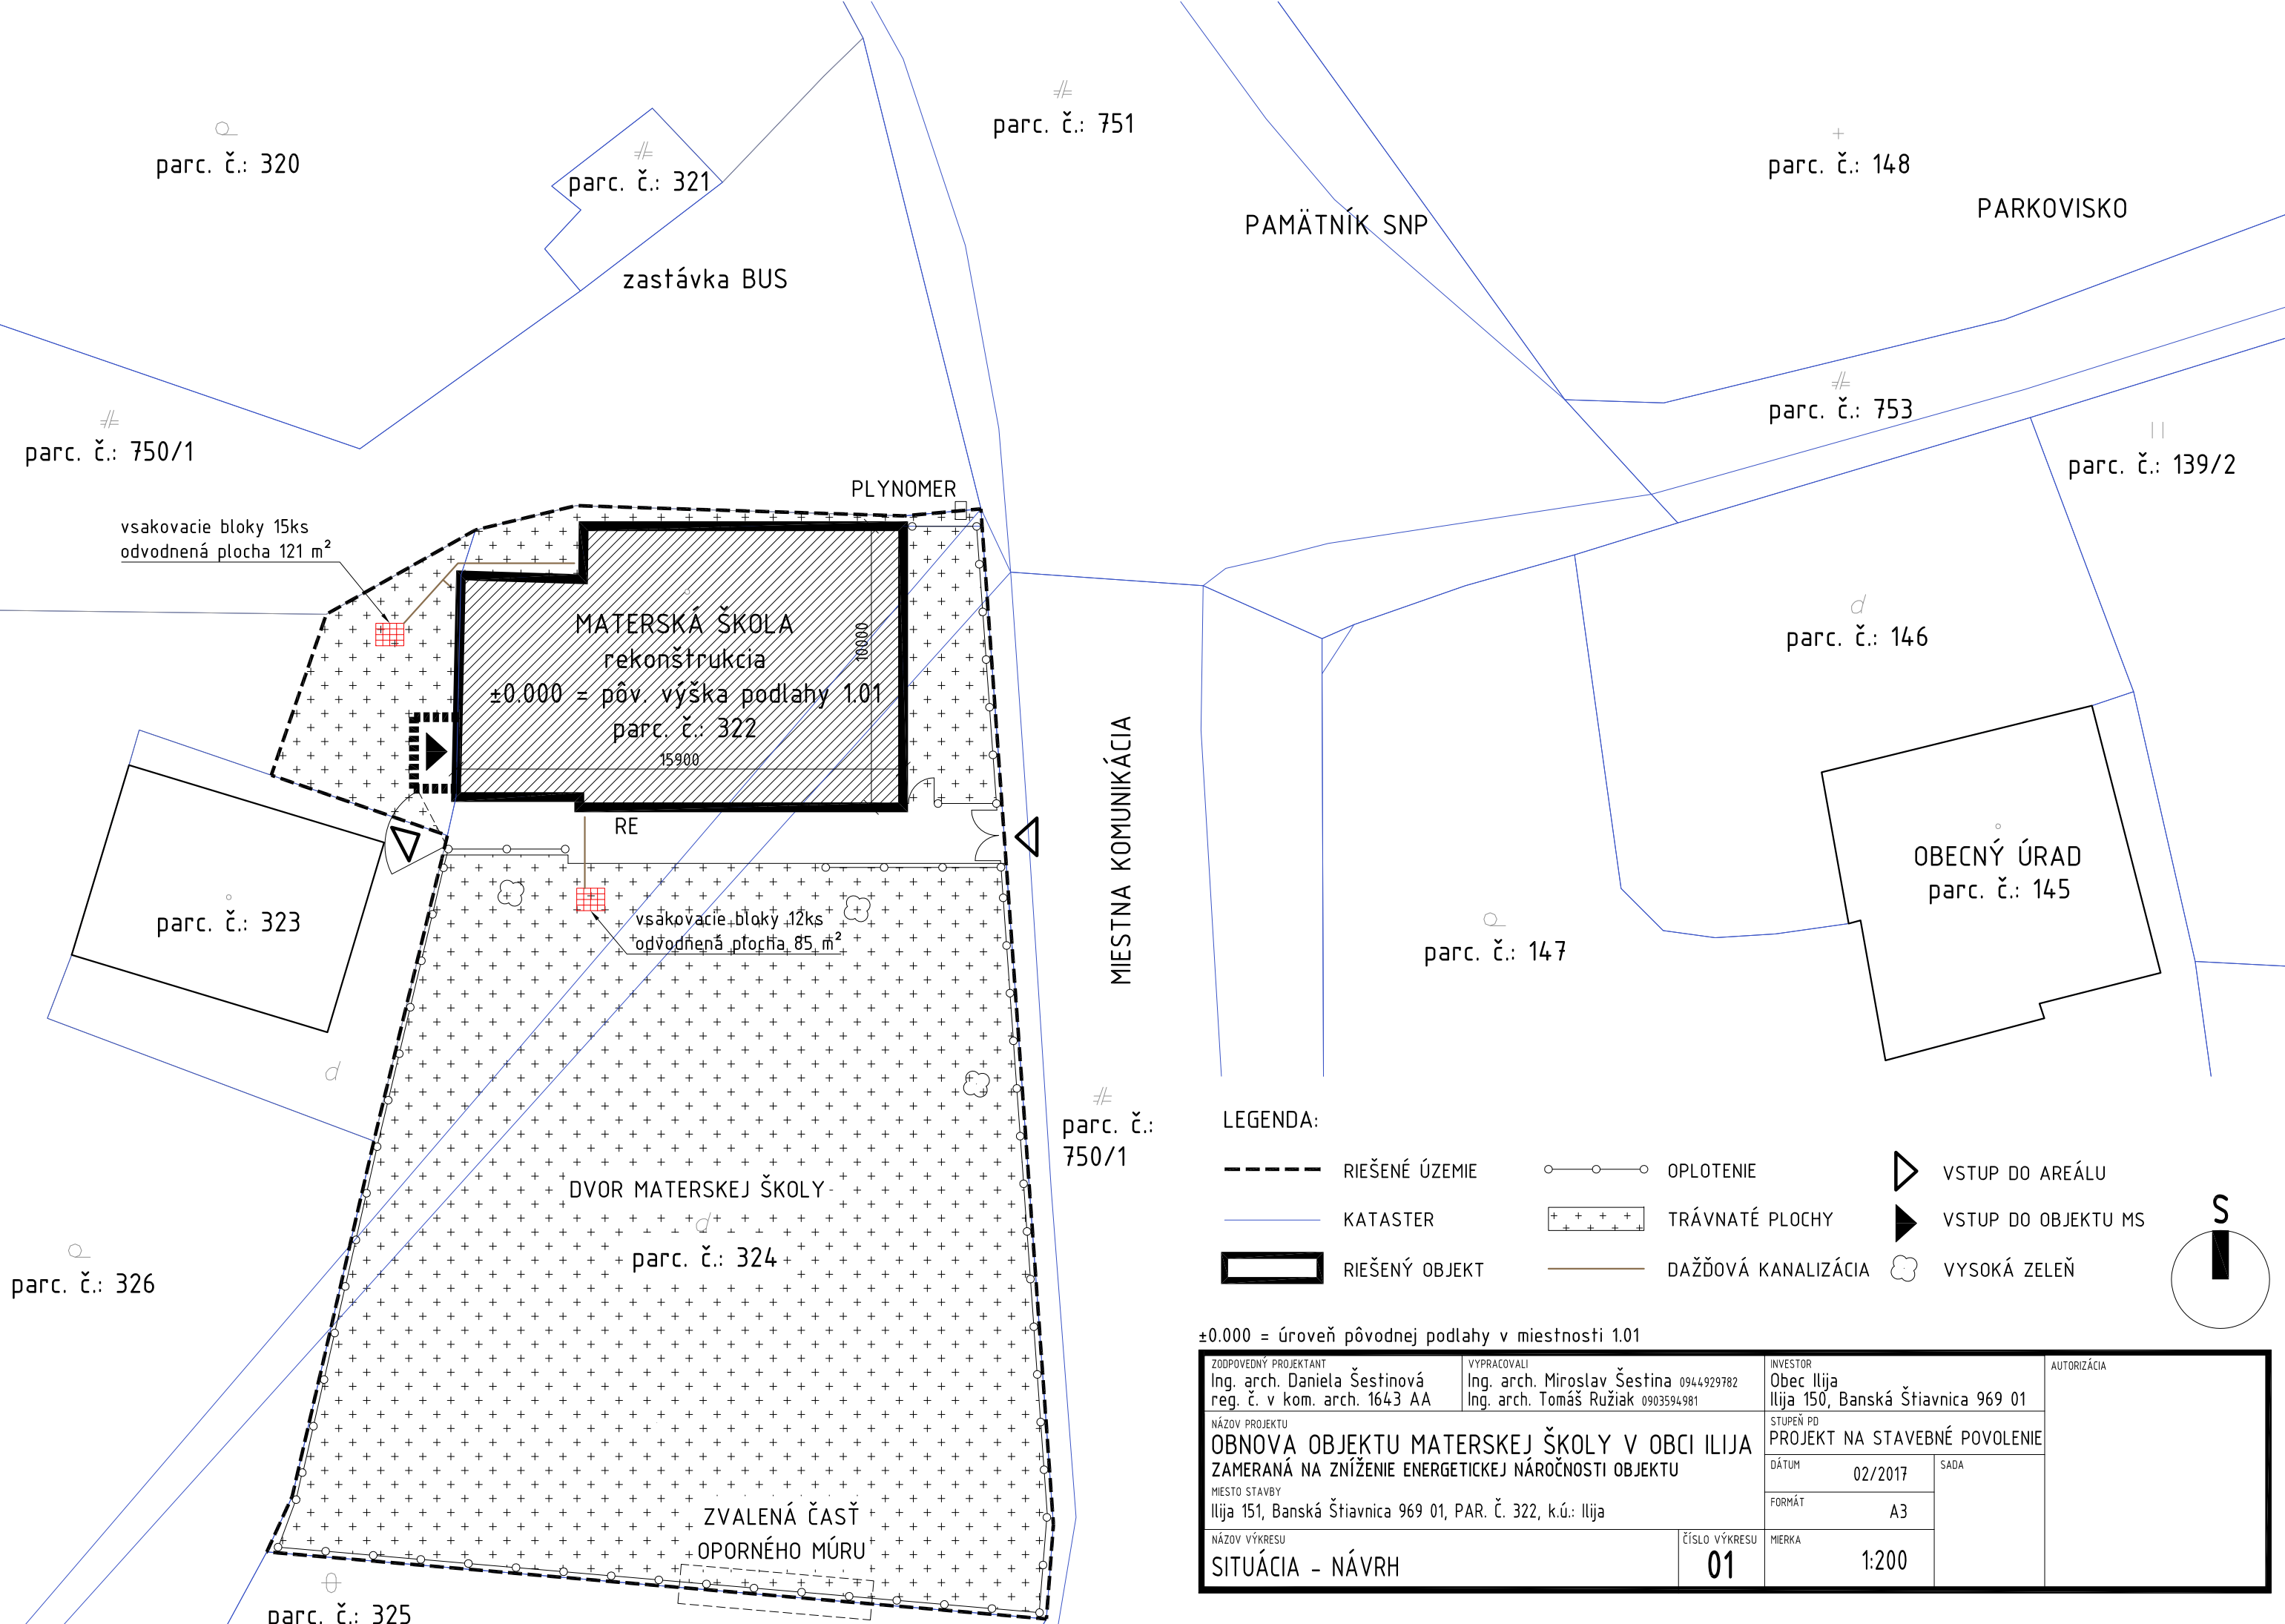 parc. č.: 320
parc. č.: 321
parc. č.: 751
parc. č.: 148
PARKOVISKO
PAMÄTNÍK SNP
zastávka BUS
parc. č.: 750/1
parc. č.: 753
parc. č.: 139/2
PLYNOMER
vsakovacie bloky 15ks
odvodnená plocha 121 m²
MATERSKÁ ŠKOLA
rekonštrukcia
±0.000 = pôv. výška podlahy 1.01
parc. č.: 322
15900
10000
RE
parc. č.: 146
MIESTNA KOMUNIKÁCIA
OBECNÝ ÚRAD
parc. č.: 145
parc. č.: 323
vsakovacie bloky 12ks
odvodnená plocha 85 m²
parc. č.: 147
parc. č.:
750/1
DVOR MATERSKEJ ŠKOLY
parc. č.: 324
parc. č.: 326
ZVALENÁ ČASŤ
OPORNÉHO MÚRU
parc. č.: 325
LEGENDA:
RIEŠENÉ ÚZEMIE
OPLOTENIE
VSTUP DO AREÁLU
KATASTER
TRÁVNATÉ PLOCHY
VSTUP DO OBJEKTU MS
RIEŠENÝ OBJEKT
DAŽĎOVÁ KANALIZÁCIA
VYSOKÁ ZELEŇ
S
±0.000 = úroveň pôvodnej podlahy v miestnosti 1.01
ZODPOVEDNÝ PROJEKTANT
Ing. arch. Daniela Šestinová
reg. č. v kom. arch. 1643 AA
VYPRACOVALI
Ing. arch. Miroslav Šestina 0944929782
Ing. arch. Tomáš Ružiak 0903594981
INVESTOR
Obec Ilija
Ilija 150, Banská Štiavnica 969 01
AUTORIZÁCIA
NÁZOV PROJEKTU
OBNOVA OBJEKTU MATERSKEJ ŠKOLY V OBCI ILIJA
ZAMERANÁ NA ZNÍŽENIE ENERGETICKEJ NÁROČNOSTI OBJEKTU
MIESTO STAVBY
Ilija 151, Banská Štiavnica 969 01, PAR. Č. 322, k.ú.: Ilija
STUPEŇ PD
PROJEKT NA STAVEBNÉ POVOLENIE
DÁTUM
02/2017
SADA
FORMÁT
A3
NÁZOV VÝKRESU
SITUÁCIA - NÁVRH
ČÍSLO VÝKRESU
01
MIERKA
1:200